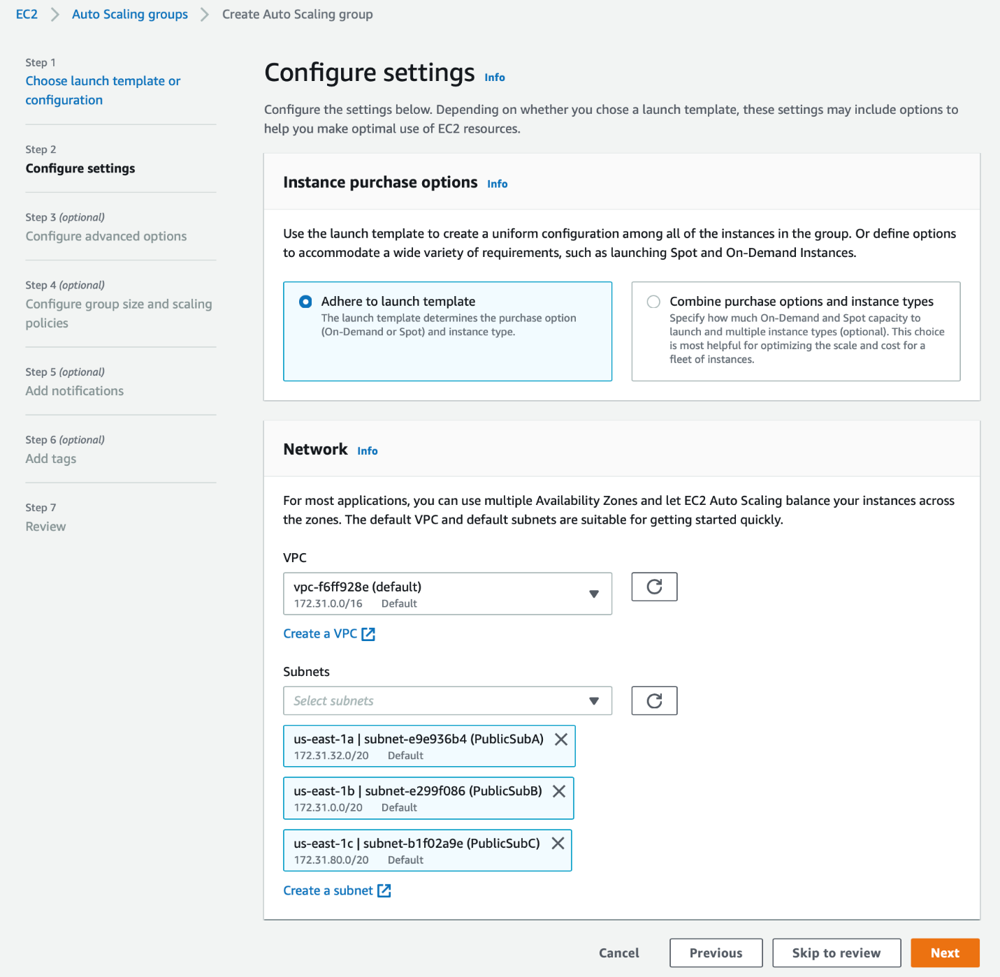 EC2 Auto Scaling groups Create Auto Scaling group
Step 1
Choose launch template or
configuration
Step 2
Configure settings
Step 3 (optional)
Configure advanced options
Step 4 (optional)
Configure group size and scaling
policies
Step 5 (optional)
Add notifications
Step 6 (optional)
Add tags
Step 7
Review
Configure settings Info
Configure the settings below. Depending on whether you chose a launch template, these settings may include options to
help you make optimal use of EC2 resources.
Instance purchase options Info
Use the launch template to create a uniform configuration among all of the instances in the group. Or define options
to accommodate a wide variety of requirements, such as launching Spot and On-Demand Instances.
Adhere to launch template
The launch template determines the purchase option
(On-Demand or Spot) and instance type.
Combine purchase options and instance types
Specify how much On-Demand and Spot capacity to
launch and multiple instance types (optional). This choice
is most helpful for optimizing the scale and cost for a
fleet of instances.
Network Info
For most applications, you can use multiple Availability Zones and let EC2 Auto Scaling balance your instances across
the zones. The default VPC and default subnets are suitable for getting started quickly.
VPC
vpc-f6ff928e (default)
172.31.0.0/16 Default
Create a VPC
Subnets
Select subnets
us-east-1a | subnet-e9e936b4 (PublicSubA)
172.31.32.0/20 Default
us-east-1b | subnet-e299f086 (PublicSubB)
172.31.0.0/20 Default
us-east-1c | subnet-b1f02a9e (PublicSubC)
172.31.80.0/20 Default
Create a subnet
Cancel Previous Skip to review Next